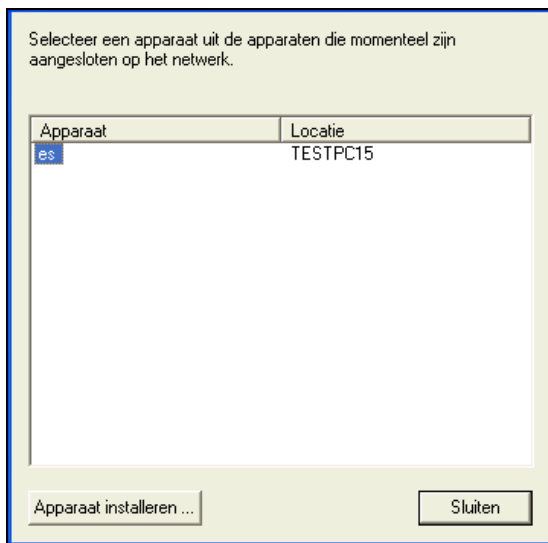 Selecteer een apparaat uit de apparaten die momenteel zijn
aangesloten op het netwerk.
Apparaat Locatie
es TESTPC15
Apparaat installeren ... Sluiten